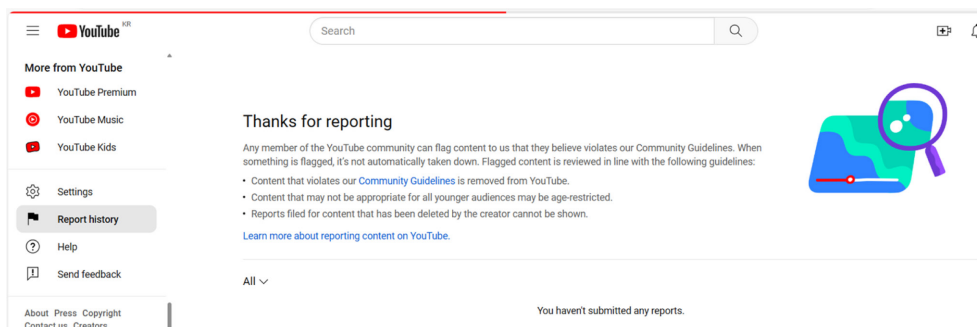 YouTube KR
Search
More from YouTube
YouTube Premium
YouTube Music
YouTube Kids
Settings
Report history
Help
Send feedback
About Press Copyright
Contact us Creators
Thanks for reporting
Any member of the YouTube community can flag content to us that they believe violates our Community Guidelines. When
something is flagged, it's not automatically taken down. Flagged content is reviewed in line with the following guidelines:
• Content that violates our Community Guidelines is removed from YouTube.
• Content that may not be appropriate for all younger audiences may be age-restricted.
• Reports filed for content that has been deleted by the creator cannot be shown.
Learn more about reporting content on YouTube.
All
You haven't submitted any reports.